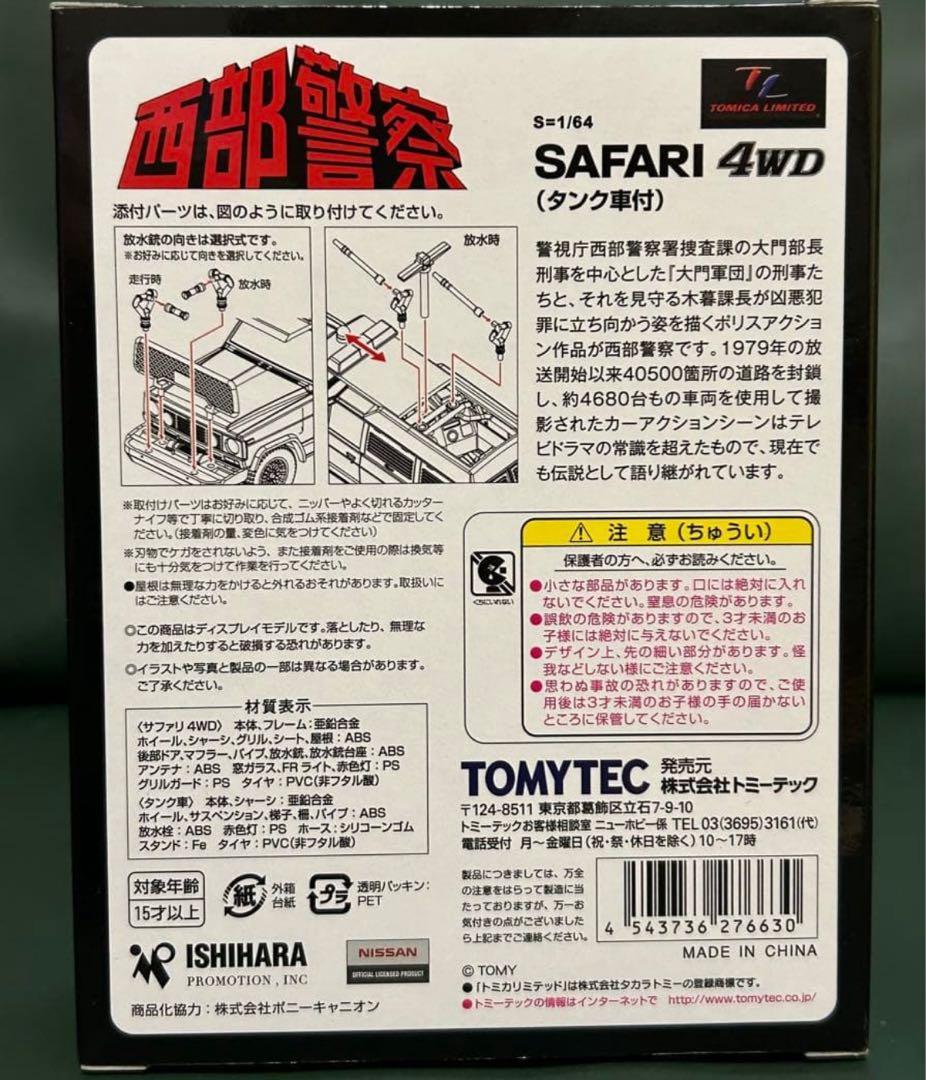 西部警察
TOMICA LIMITED
S=1/64
SAFARI 4WD
(タンク車付)
添付パーツは、図のように取り付けてください。
放水銃の向きは選択式です。
※お好みに応じて向きを選択してください。
走行時
放水時
放水時
警視庁西部警察署捜査課の大門部長
刑事を中心とした『大門軍団』の刑事た
ちと、それを見守る木暮課長が凶悪犯
罪に立ち向かう姿を描くポリスアクショ
ン作品が西部警察です。1979年の放
送開始以来40500箇所の道路を封鎖
し、約4680台もの車両を使用して撮
影されたカーアクションシーンはテレ
ビドラマの常識を超えたもので、現在で
も伝説として語り継がれています。
※取付けパーツはお好みに応じて、ニッパーやよく切れるカッター
ナイフ等で丁寧に切り取り、合成ゴム系接着剤などで固定してく
ださい。(接着剤の量、変色に気をつけてください)
※刃物でケガをされないよう、また接着剤をご使用の際は換気等
にも十分気をつけて作業を行ってください。
●屋根は無理な力をかけると外れるおそれがあります。取扱いに
はご注意ください。
◎この商品はディスプレイモデルです。落としたり、無理な
力を加えたりすると破損する恐れがあります。
◎イラストや写真と製品の一部は異なる場合があります。
ご了承ください。
材質表示
〈サファリ4WD〉 本体、フレーム：亜鉛合金
ホイール、シャーシ、グリル、シート、屋根：ABS
後部ドア、マフラー、パイプ、放水銃、放水銃台座：ABS
アンテナ：ABS 窓ガラス、FRライト、赤色灯：PS
グリルガード：PS タイヤ：PVC(非フタル酸)
〈タンク車〉 本体、シャーシ：亜鉛合金
ホイール、サスペンション、梯子、柵、パイプ：ABS
放水栓：ABS 赤色灯：PS ホース：シリコーンゴム
スタンド：Fe タイヤ：PVC(非フタル酸)
対象年齢
15才以上
紙
外箱
台紙
プラ
透明パッキン：
PET
ISHIHARA
PROMOTION , INC
NISSAN
OFFICIAL LICENSED PRODUCT
商品化協力：株式会社ポニーキャニオン
くちにいれない
注 意(ちゅうい)
保護者の方へ、必ずお読みください。
●小さな部品があります。口には絶対に入れ
ないでください。窒息の危険があります。
●誤飲の危険がありますので、3才未満のお
子様には絶対に与えないでください。
●デザイン上、先の細い部分があります。怪
我などしない様にご注意ください。
●思わぬ事故の恐れがありますので、ご使
用後は3才未満のお子様の手の届かない
ところに保管してください。
TOMYTEC 発売元
株式会社トミーテック
〒124-8511 東京都葛飾区立石7-9-10
トミーテックお客様相談室 ニューホビー係 TEL 03(3695)3161(代)
電話受付 月〜金曜日(祝・祭・休日を除く)10〜17時
製品につきましては、万全
の注意をはらって製造に当
たっておりますが、万一お
気付きの点がございました
ら上記までご連絡ください。
4 543736 276630
MADE IN CHINA
© TOMY
●「トミカリミテッド」は株式会社タカラトミーの登録商標です。
●トミーテックの情報はインターネットで http://www.tomytec.co.jp/